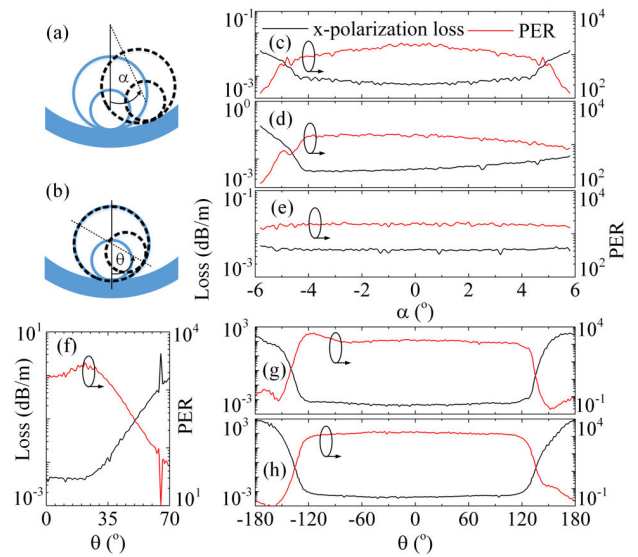 (a)
α
(b)
θ
x-polarization loss PER
(c)
10⁻¹
10⁻³
10⁴
10²
(d)
10⁰
10⁻³
10⁴
10²
(e)
10⁻¹
10⁻³
10⁴
10²
Loss (dB/m)
PER
-6 -4 -2 0 2 4 6
α (°)
(f)
10¹
10⁻³
10⁴
10¹
Loss (dB/m)
PER
0 35 70
θ (°)
(g)
10³
10⁻³
10⁴
10⁻¹
(h)
10⁻³
10⁻¹
-180 -120 -60 0 60 120 180
θ (°)